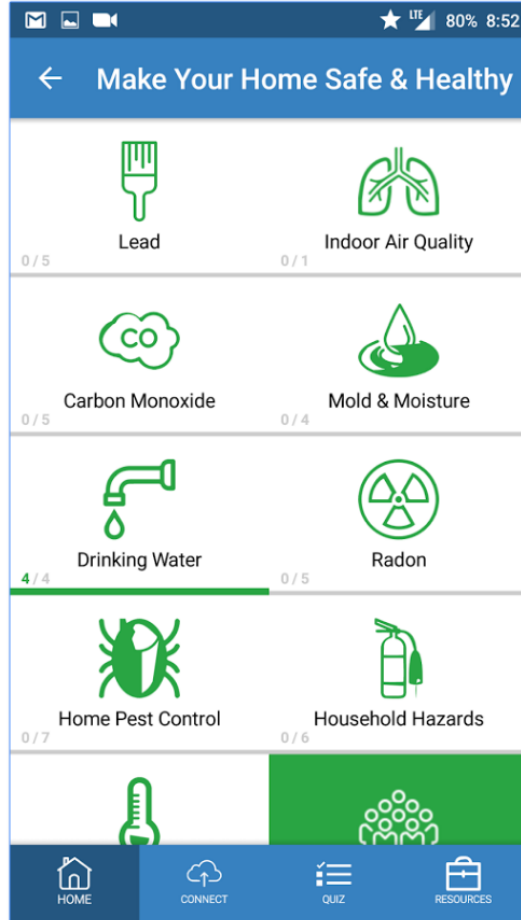 LTE 80% 8:52
Make Your Home Safe & Healthy
Lead
0 / 5
Indoor Air Quality
0 / 1
CO
Carbon Monoxide
0 / 5
Mold & Moisture
0 / 4
Drinking Water
4 / 4
Radon
0 / 5
Home Pest Control
0 / 7
Household Hazards
0 / 6
HOME
CONNECT
QUIZ
RESOURCES